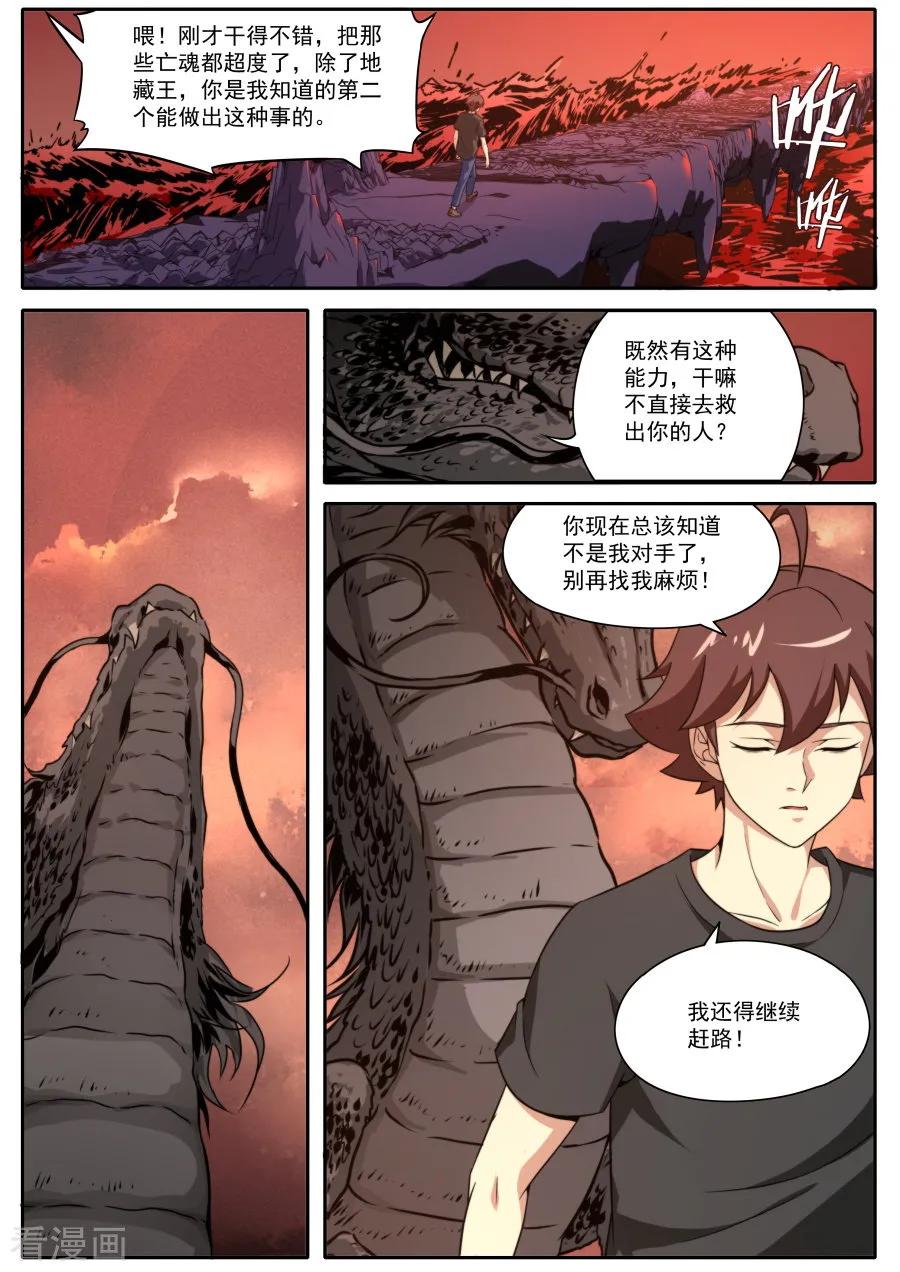 喂！刚才干得不错，把那
些亡魂都超度了，除了地
藏王，你是我知道的第二
个能做出这种事的。
哗
哗
既然有这种
能力，干嘛
不直接去救
出你的人？
你现在总该知道
不是我对手了，
别再找我麻烦！
我还得继续
赶路！
看漫画